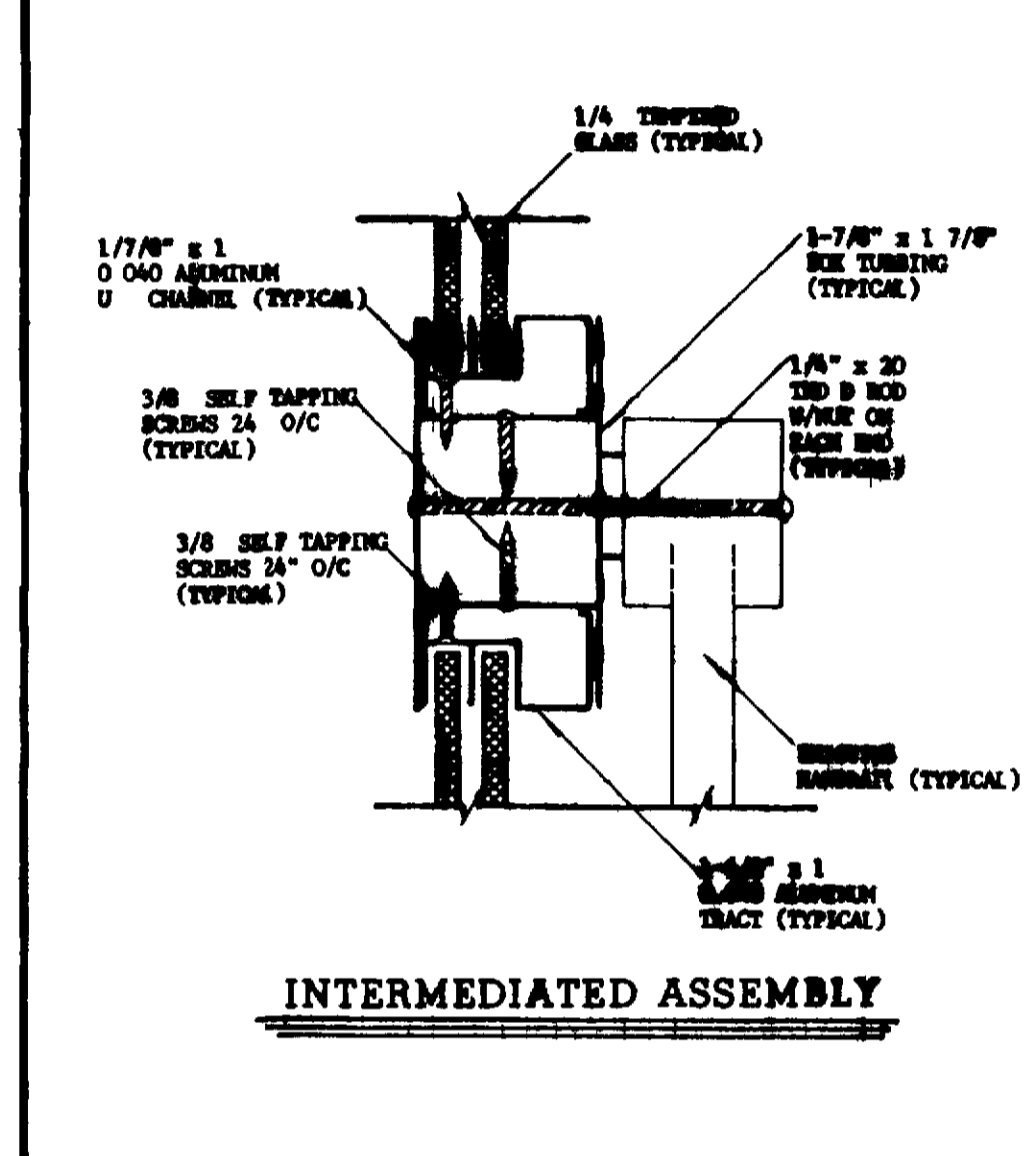 1/4 TEMPERED
GLASS (TYPICAL)
1/7/8" x 1
0 040 ALUMINUM
U CHANNEL (TYPICAL)
1-7/8" x 1 7/8"
BOX TUBBING
(TYPICAL)
1/4" x 20
THD D ROD
W/NUT ON
EACH END
(TYPICAL)
3/8 SELF TAPPING
SCREWS 24 O/C
(TYPICAL)
3/8 SELF TAPPING
SCREWS 24" O/C
(TYPICAL)
HANDRAIL (TYPICAL)
x 1
ALUMINUM
TRACT (TYPICAL)
INTERMEDIATED ASSEMBLY